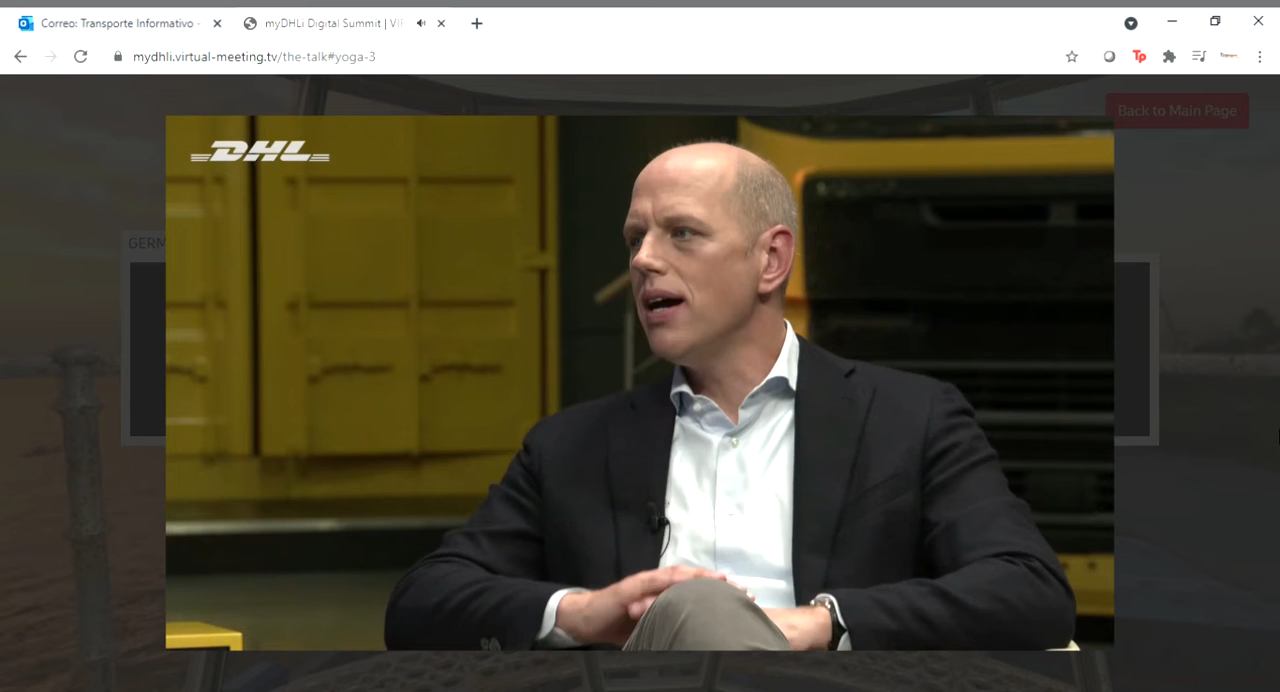 Correo: Transporte Informativo -
myDHLi Digital Summit | VI
mydhli.virtual-meeting.tv/the-talk#yoga-3
Tp
Back to Main Page
DHL
GERM